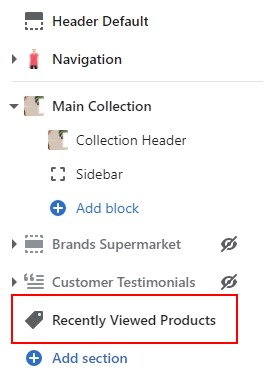 Header Default
Navigation
Main Collection
Collection Header
Sidebar
Add block
Brands Supermarket
Customer Testimonials
Recently Viewed Products
Add section